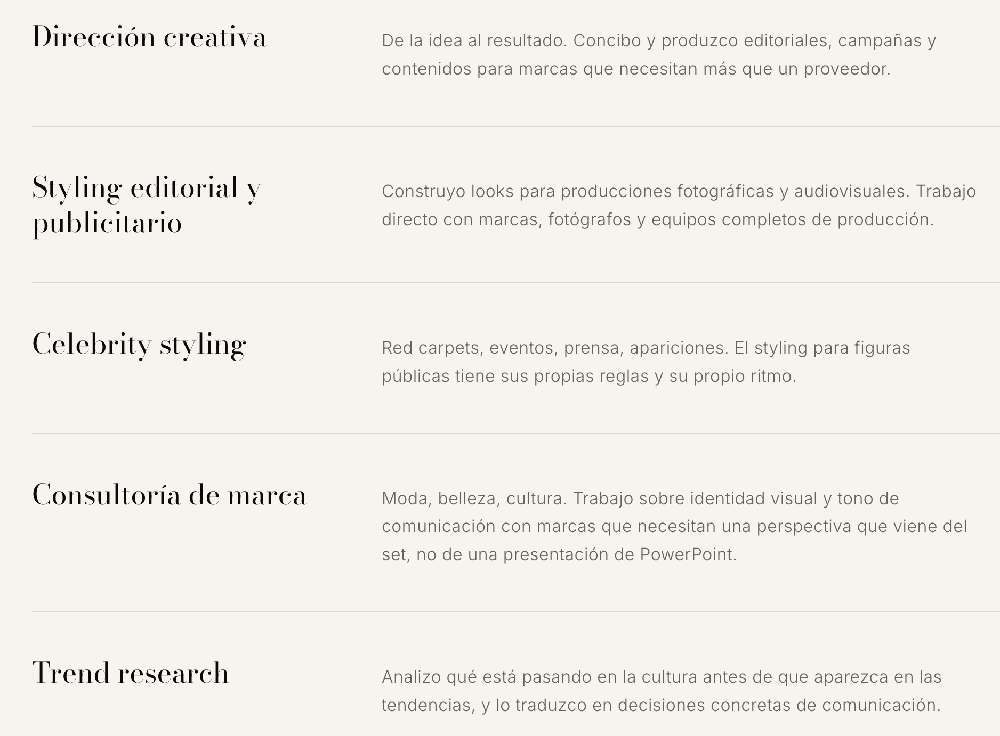 Dirección creativa
De la idea al resultado. Concibo y produzco editoriales, campañas y
contenidos para marcas que necesitan más que un proveedor.
Styling editorial y
publicitario
Construyo looks para producciones fotográficas y audiovisuales. Trabajo
directo con marcas, fotógrafos y equipos completos de producción.
Celebrity styling
Red carpets, eventos, prensa, apariciones. El styling para figuras
públicas tiene sus propias reglas y su propio ritmo.
Consultoría de marca
Moda, belleza, cultura. Trabajo sobre identidad visual y tono de
comunicación con marcas que necesitan una perspectiva que viene del
set, no de una presentación de PowerPoint.
Trend research
Analizo qué está pasando en la cultura antes de que aparezca en las
tendencias, y lo traduzco en decisiones concretas de comunicación.